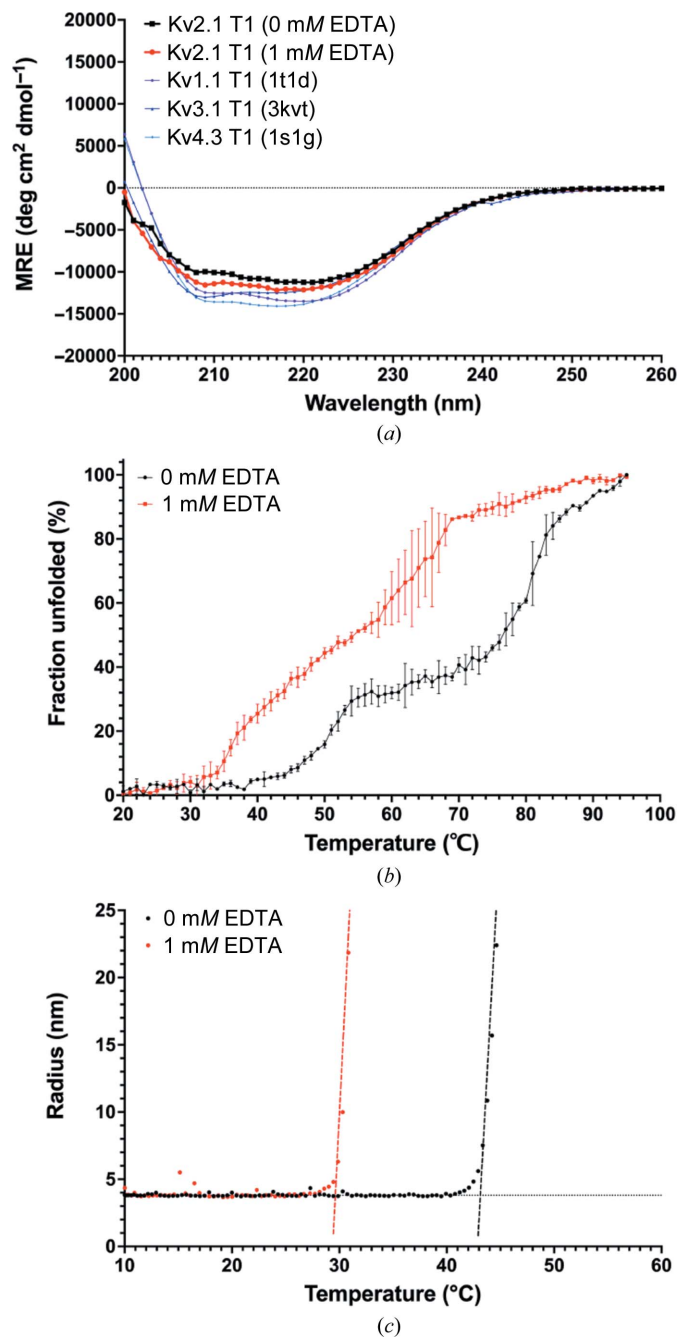 20000
15000
10000
5000
0
−5000
−10000
−15000
−20000
MRE (deg cm² dmol⁻¹)
Kv2.1 T1 (0 mM EDTA)
Kv2.1 T1 (1 mM EDTA)
Kv1.1 T1 (1t1d)
Kv3.1 T1 (3kvt)
Kv4.3 T1 (1s1g)
200 210 220 230 240 250 260
Wavelength (nm)
(a)
100
80
60
40
20
0
Fraction unfolded (%)
0 mM EDTA
1 mM EDTA
20 30 40 50 60 70 80 90 100
Temperature (℃)
(b)
25
20
15
10
5
0
Radius (nm)
0 mM EDTA
1 mM EDTA
10 20 30 40 50 60
Temperature (°C)
(c)